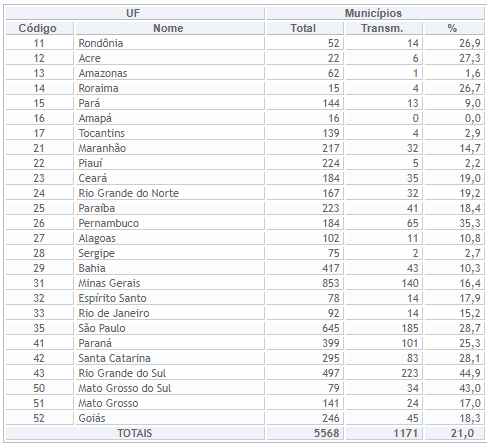 UF Municípios
Código Nome Total Transm. %
11 Rondônia 52 14 26,9
12 Acre 22 6 27,3
13 Amazonas 62 1 1,6
14 Roraima 15 4 26,7
15 Pará 144 13 9,0
16 Amapá 16 0 0,0
17 Tocantins 139 4 2,9
21 Maranhão 217 32 14,7
22 Piauí 224 5 2,2
23 Ceará 184 35 19,0
24 Rio Grande do Norte 167 32 19,2
25 Paraíba 223 41 18,4
26 Pernambuco 184 65 35,3
27 Alagoas 102 11 10,8
28 Sergipe 75 2 2,7
29 Bahia 417 43 10,3
31 Minas Gerais 853 140 16,4
32 Espírito Santo 78 14 17,9
33 Rio de Janeiro 92 14 15,2
35 São Paulo 645 185 28,7
41 Paraná 399 101 25,3
42 Santa Catarina 295 83 28,1
43 Rio Grande do Sul 497 223 44,9
50 Mato Grosso do Sul 79 34 43,0
51 Mato Grosso 141 24 17,0
52 Goiás 246 45 18,3
TOTAIS 5568 1171 21,0